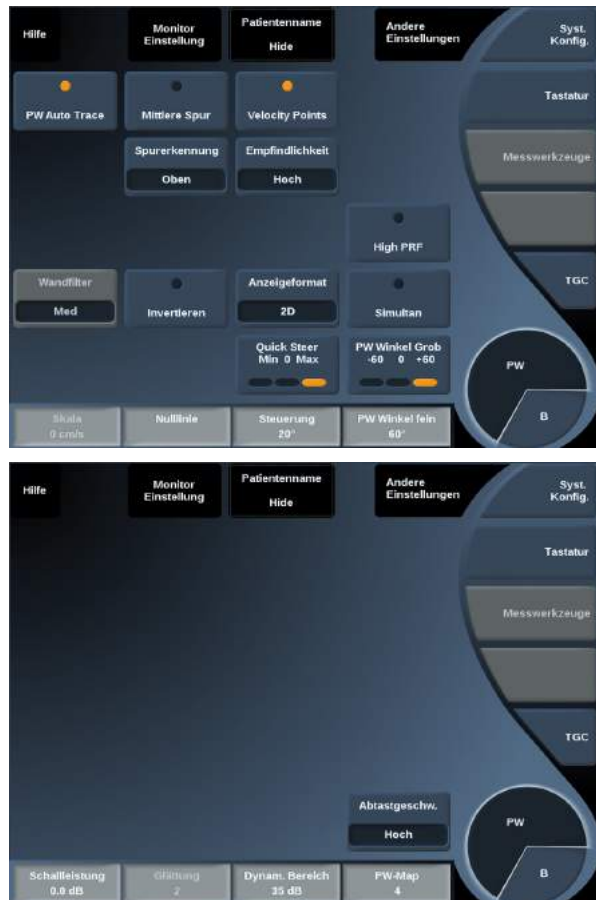 Hilfe
Monitor
Einstellung
Patientenname
Hide
Andere
Einstellungen
Syst.
Konfig.
PW Auto Trace
Mittlere Spur
Velocity Points
Tastatur
Spurerkennung
Oben
Empfindlichkeit
Hoch
Messwerkzeuge
High PRF
Wandfilter
Med
Invertieren
Anzeigeformat
2D
Simultan
TGC
Quick Steer
Min 0 Max
PW Winkel Grob
-60 0 +60
PW
B
Skala
0 cm/s
Nulllinie
Steuerung
20°
PW Winkel fein
60°
Hilfe
Monitor
Einstellung
Patientenname
Hide
Andere
Einstellungen
Syst.
Konfig.
Tastatur
Messwerkzeuge
TGC
Abtastgeschw.
Hoch
PW
B
Schallleistung
0.0 dB
Glättung
2
Dynam. Bereich
35 dB
PW-Map
4